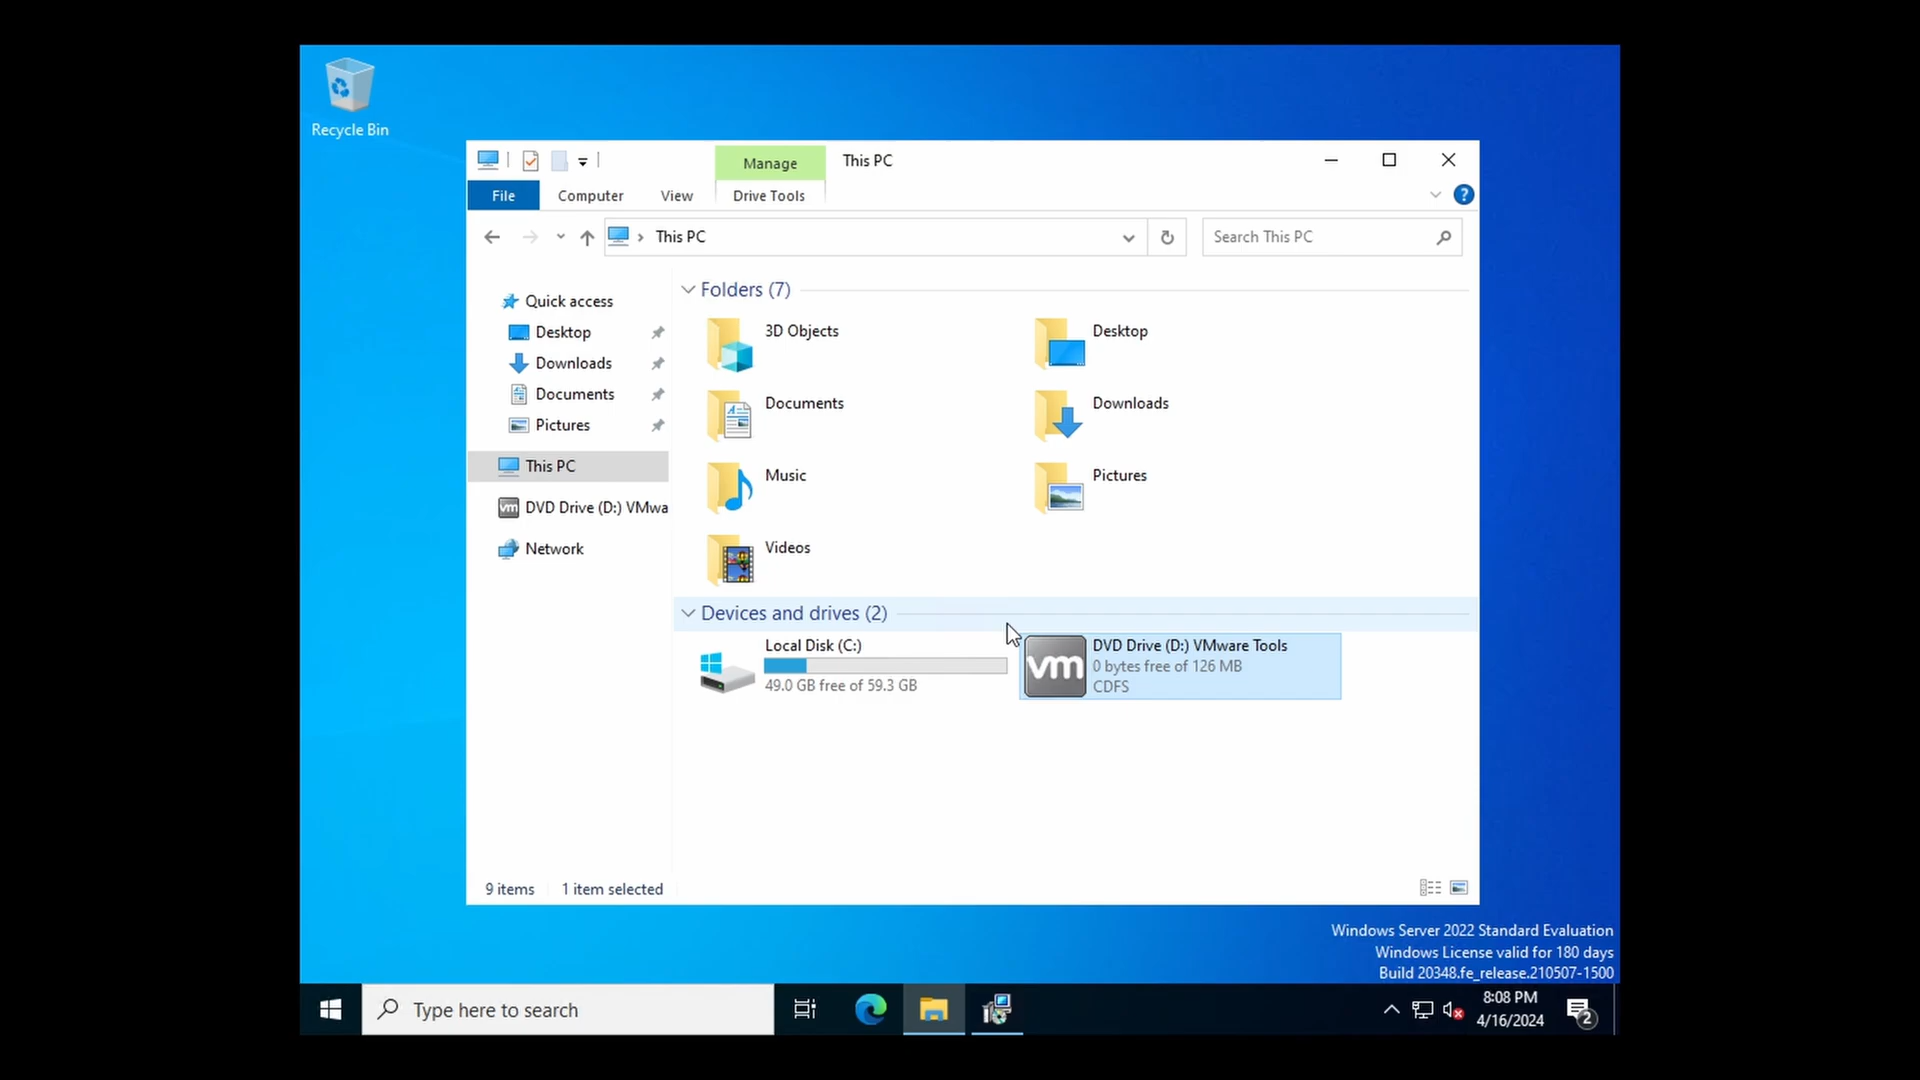 Recycle Bin
Manage
This PC
File
Computer
View
Drive Tools
This PC
Search This PC
Quick access
Desktop
Downloads
Documents
Pictures
This PC
DVD Drive (D:) VMwa
Network
Folders (7)
3D Objects
Desktop
Documents
Downloads
Music
Pictures
Videos
Devices and drives (2)
Local Disk (C:)
49.0 GB free of 59.3 GB
vm
DVD Drive (D:) VMware Tools
0 bytes free of 126 MB
CDFS
9 items
1 item selected
Windows Server 2022 Standard Evaluation
Windows License valid for 180 days
Build 20348.fe_release.210507-1500
Type here to search
8:08 PM
4/16/2024
2